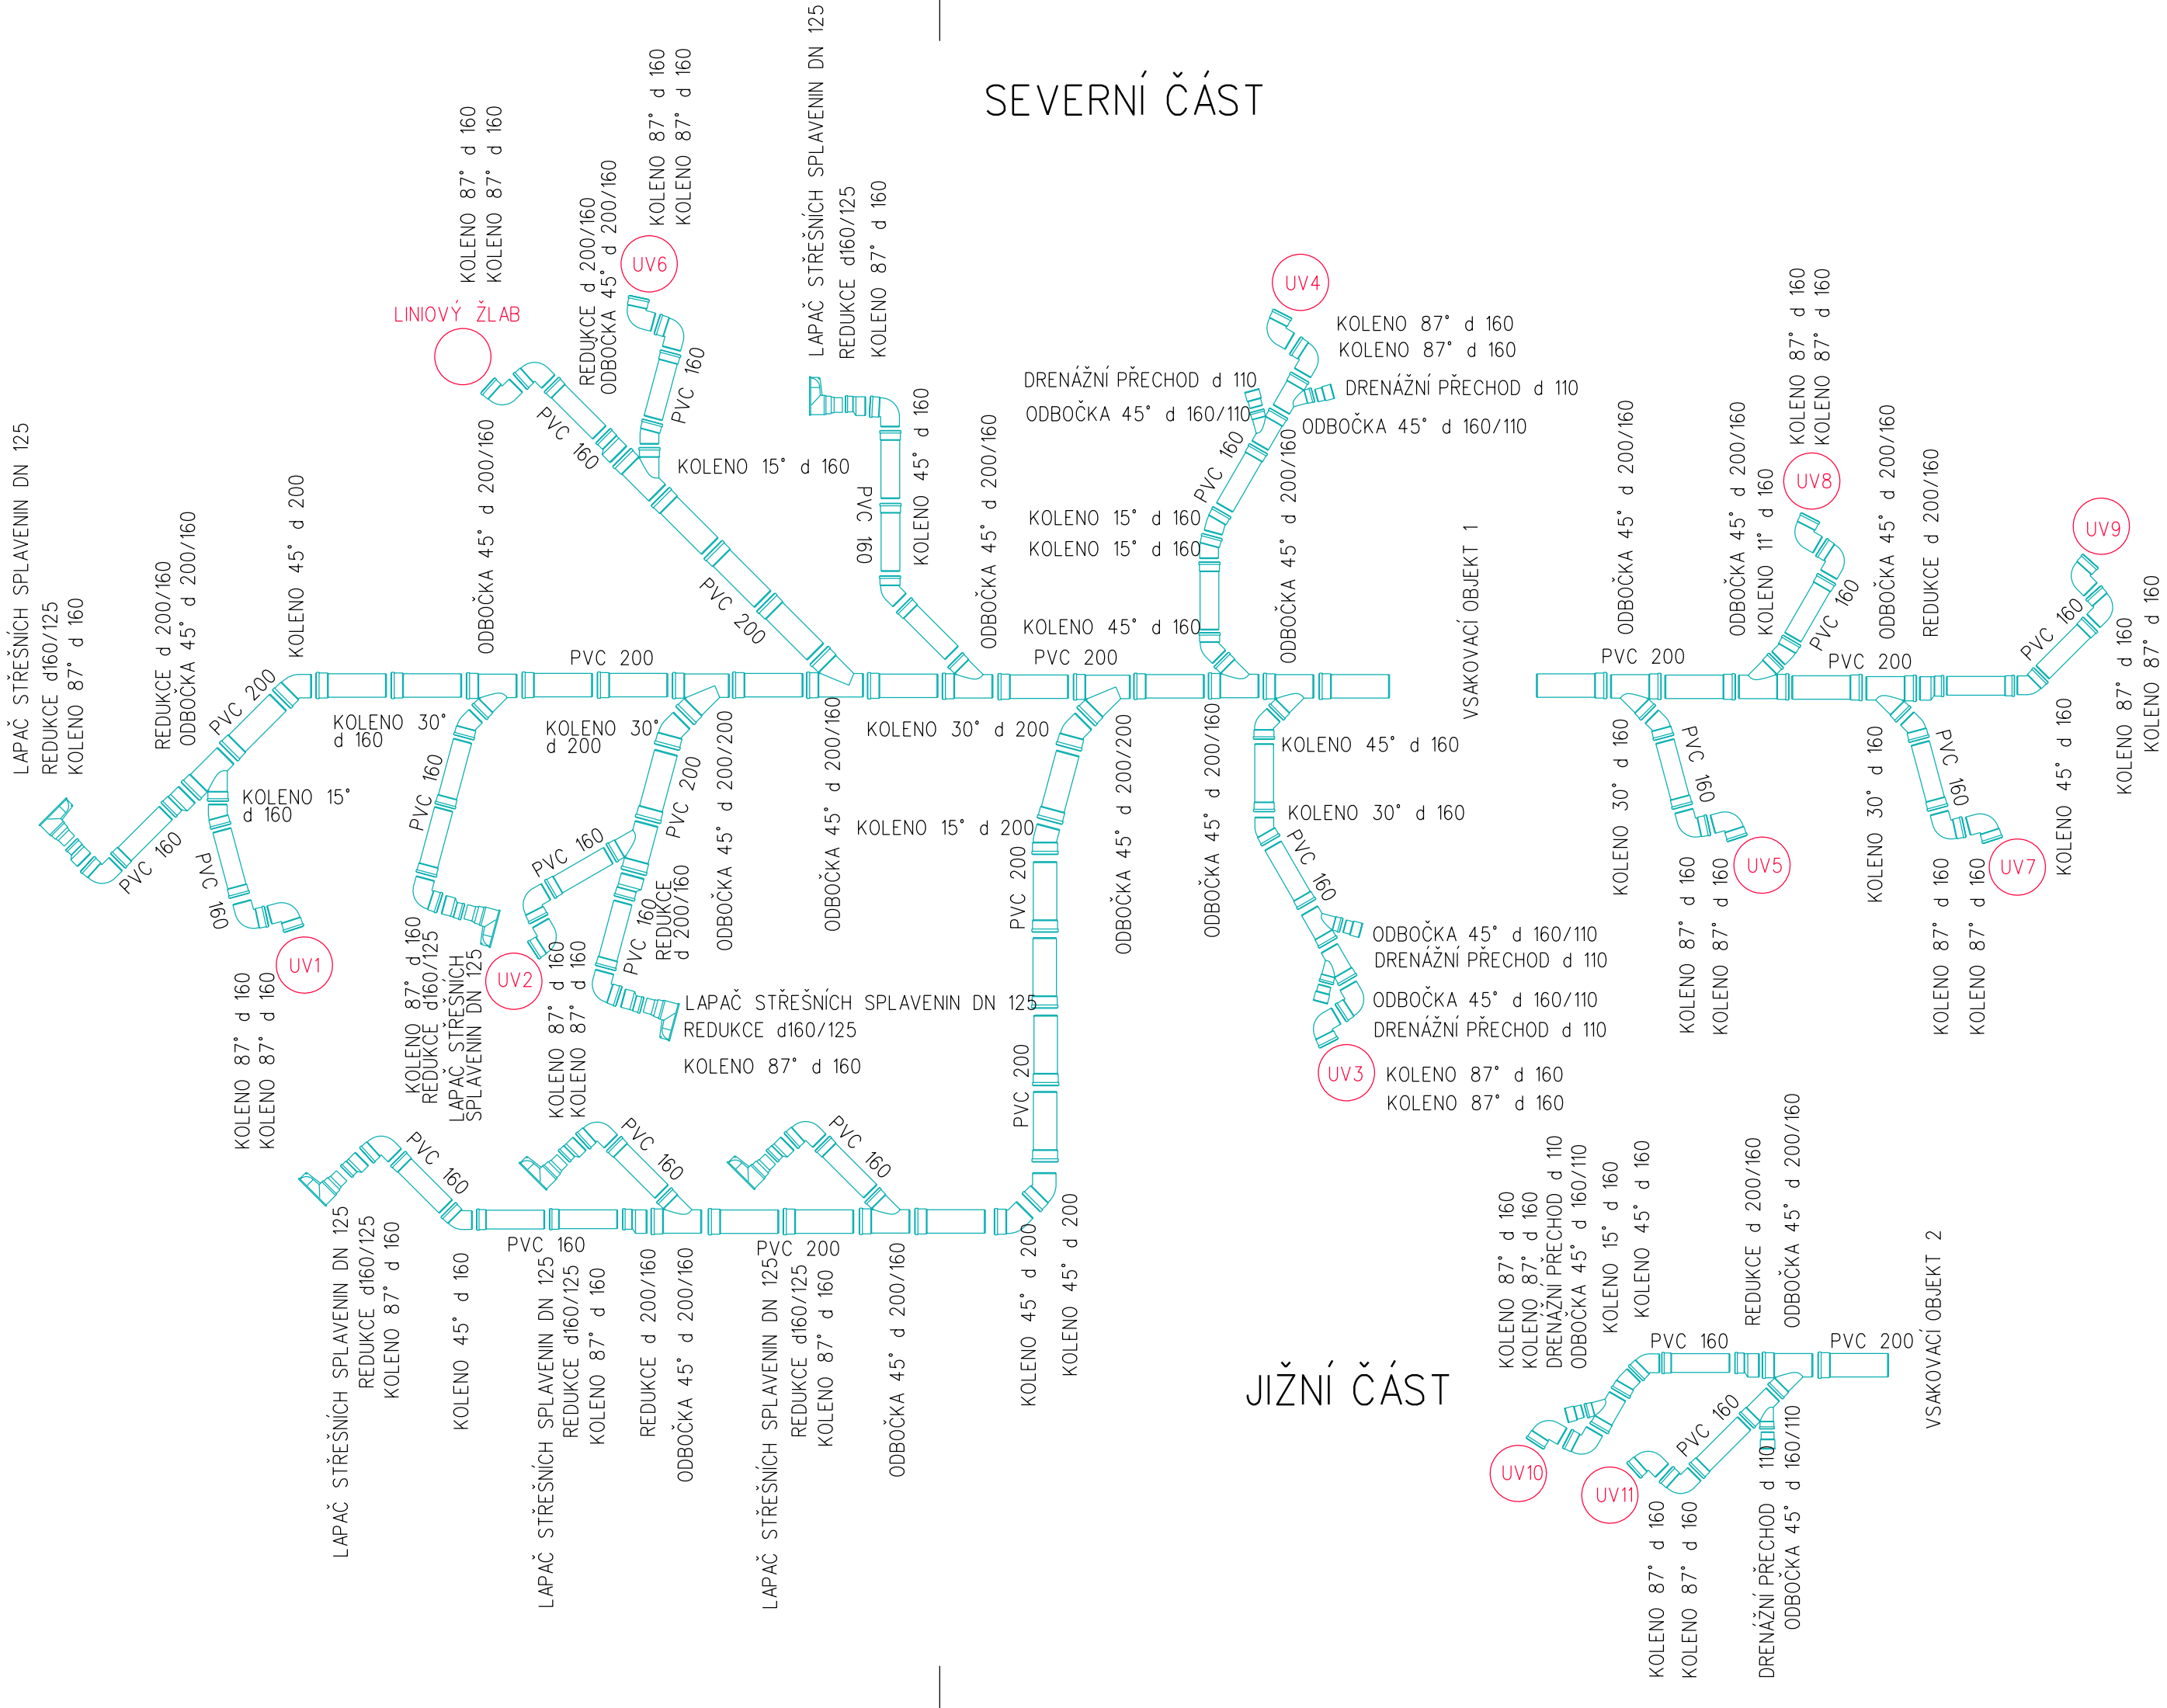 SEVERNÍ ČÁST
KOLENO 87° d 160
KOLENO 87° d 160
LINIOVÝ ŽLAB
PVC 160
REDUKCE d 200/160
ODBOČKA 45° d 200/160
KOLENO 87° d 160
KOLENO 87° d 160
UV6
PVC 160
KOLENO 15° d 160
PVC 200
LAPAČ STŘEŠNÍCH SPLAVENIN DN 125
REDUKCE d160/125
KOLENO 87° d 160
PVC 160
KOLENO 45° d 160
ODBOČKA 45° d 200/160
UV4
KOLENO 87° d 160
KOLENO 87° d 160
DRENÁŽNÍ PŘECHOD d 110
DRENÁŽNÍ PŘECHOD d 110
ODBOČKA 45° d 160/110
ODBOČKA 45° d 160/110
PVC 160
KOLENO 15° d 160
KOLENO 15° d 160
KOLENO 45° d 160
ODBOČKA 45° d 200/160
VSAKOVACÍ OBJEKT 1
ODBOČKA 45° d 200/160
ODBOČKA 45° d 200/160
KOLENO 11° d 160
KOLENO 87° d 160
KOLENO 87° d 160
UV8
PVC 160
ODBOČKA 45° d 200/160
REDUKCE d 200/160
UV9
PVC 160
KOLENO 87° d 160
KOLENO 87° d 160
KOLENO 45° d 160
PVC 200
PVC 200
KOLENO 30° d 160
PVC 160
UV5
KOLENO 87° d 160
KOLENO 87° d 160
KOLENO 30° d 160
PVC 160
UV7
KOLENO 87° d 160
KOLENO 87° d 160
LAPAČ STŘEŠNÍCH SPLAVENIN DN 125
REDUKCE d160/125
KOLENO 87° d 160
REDUKCE d 200/160
ODBOČKA 45° d 200/160
KOLENO 45° d 200
PVC 200
PVC 160
KOLENO 15°
d 160
PVC 160
UV1
KOLENO 87° d 160
KOLENO 87° d 160
ODBOČKA 45° d 200/160
PVC 200
PVC 200
KOLENO 30°
d 160
PVC 160
KOLENO 87° d 160
REDUKCE d160/125
LAPAČ STŘEŠNÍCH
SPLAVENIN DN 125
KOLENO 30°
d 200
PVC 200
ODBOČKA 45° d 200/200
PVC 160
UV2
KOLENO 87° d 160
KOLENO 87° d 160
PVC 160
REDUKCE
d 200/160
LAPAČ STŘEŠNÍCH SPLAVENIN DN 125
REDUKCE d160/125
KOLENO 87° d 160
ODBOČKA 45° d 200/160
KOLENO 30° d 200
KOLENO 15° d 200
PVC 200
PVC 200
PVC 200
ODBOČKA 45° d 200/200
ODBOČKA 45° d 200/160
KOLENO 45° d 160
KOLENO 30° d 160
PVC 160
ODBOČKA 45° d 160/110
DRENÁŽNÍ PŘECHOD d 110
ODBOČKA 45° d 160/110
DRENÁŽNÍ PŘECHOD d 110
UV3
KOLENO 87° d 160
KOLENO 87° d 160
PVC 160
LAPAČ STŘEŠNÍCH SPLAVENIN DN 125
REDUKCE d160/125
KOLENO 87° d 160
KOLENO 45° d 160
PVC 160
PVC 160
LAPAČ STŘEŠNÍCH SPLAVENIN DN 125
REDUKCE d160/125
KOLENO 87° d 160
REDUKCE d 200/160
ODBOČKA 45° d 200/160
PVC 200
PVC 160
LAPAČ STŘEŠNÍCH SPLAVENIN DN 125
REDUKCE d160/125
KOLENO 87° d 160
ODBOČKA 45° d 200/160
KOLENO 45° d 200
KOLENO 45° d 200
JIŽNÍ ČÁST
KOLENO 87° d 160
KOLENO 87° d 160
DRENÁŽNÍ PŘECHOD d 110
ODBOČKA 45° d 160/110
KOLENO 15° d 160
KOLENO 45° d 160
REDUKCE d 200/160
ODBOČKA 45° d 200/160
PVC 160
PVC 200
VSAKOVACÍ OBJEKT 2
UV10
UV11
PVC 160
KOLENO 87° d 160
KOLENO 87° d 160
DRENÁŽNÍ PŘECHOD d 110
ODBOČKA 45° d 160/110